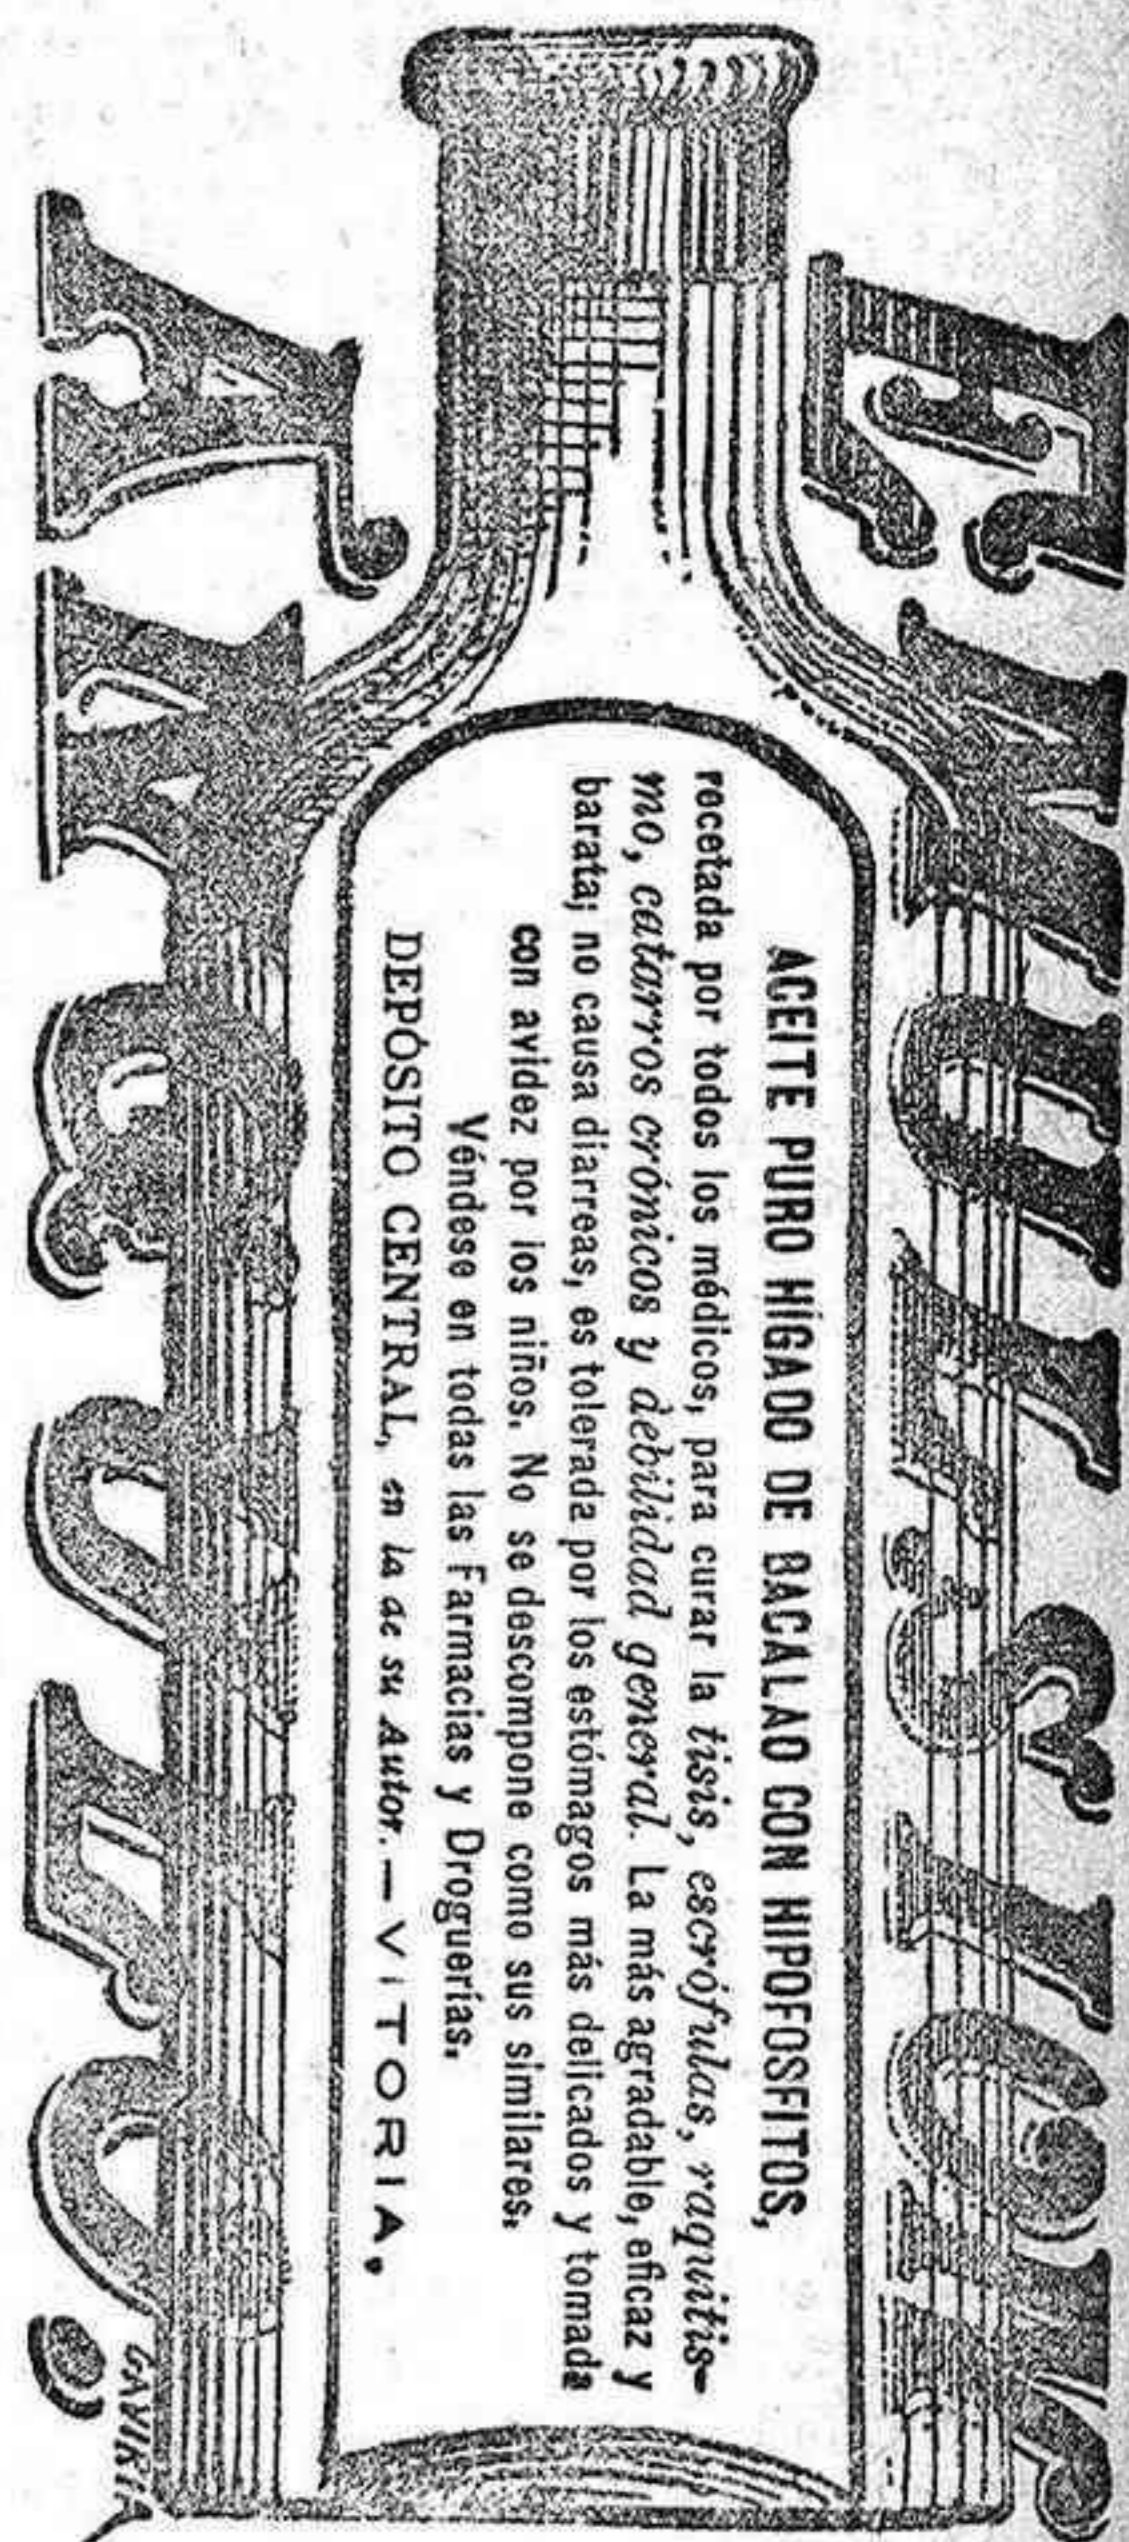 EMULSIÓN
ACEITE PURO HÍGADO DE BACALAO CON HIPOFOSFITOS,
recetada por todos los médicos, para curar la tisis, escrófulas, raquitis-
mo, catarros crónicos y debilidad general. La más agradable, eficaz y
barata; no causa diarreas, es tolerada por los estómagos más delicados y tomada
con avidez por los niños. No se descompone como sus similares.
Véndese en todas las Farmacias y Droguerías.
DEPÓSITO CENTRAL, en la de su Autor.—VITORIA.
ANGULO.
GAVIRIA